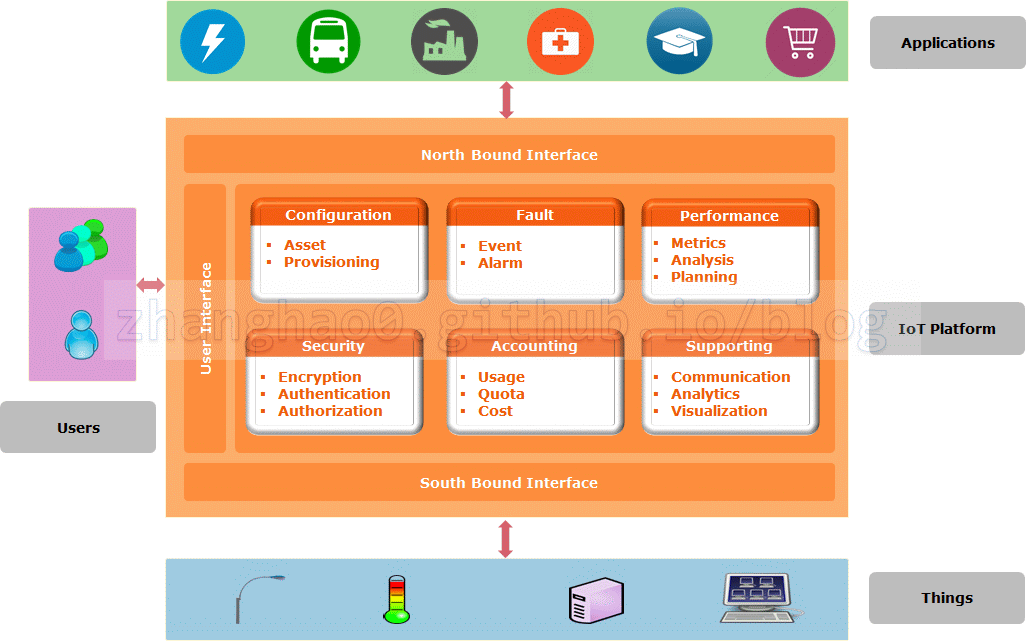 Applications
North Bound Interface
User Interface
Configuration
▪ Asset
▪ Provisioning
Fault
▪ Event
▪ Alarm
Performance
▪ Metrics
▪ Analysis
▪ Planning
zhanghao0.github.io/blog
IoT Platform
Security
▪ Encryption
▪ Authentication
▪ Authorization
Accounting
▪ Usage
▪ Quota
▪ Cost
Supporting
▪ Communication
▪ Analytics
▪ Visualization
Users
South Bound Interface
Things